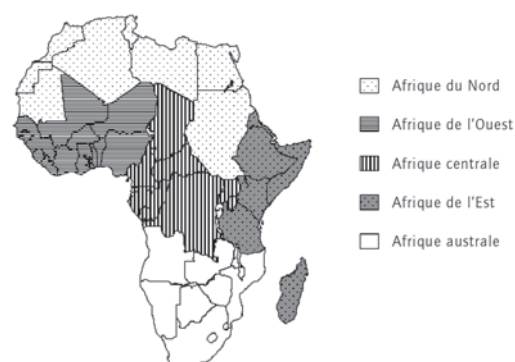 Afrique du Nord
Afrique de l'Ouest
Afrique centrale
Afrique de l'Est
Afrique australe